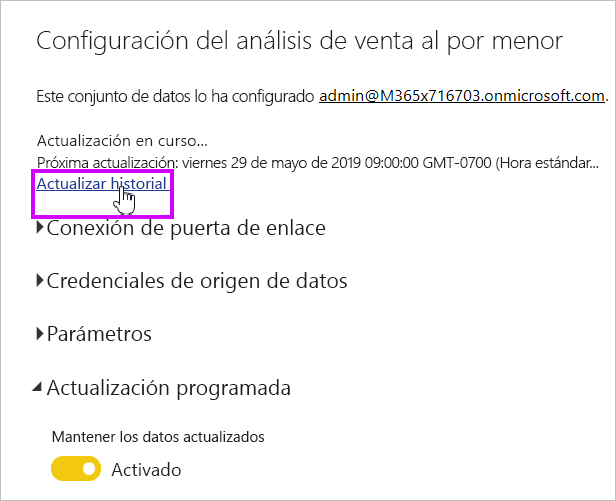 Configuración del análisis de venta al por menor
Este conjunto de datos lo ha configurado admin@M365x716703.onmicrosoft.com.
Actualización en curso...
Próxima actualización: viernes 29 de mayo de 2019 09:00:00 GMT-0700 (Hora estándar...
Actualizar historial
Conexión de puerta de enlace
Credenciales de origen de datos
Parámetros
Actualización programada
Mantener los datos actualizados
Activado